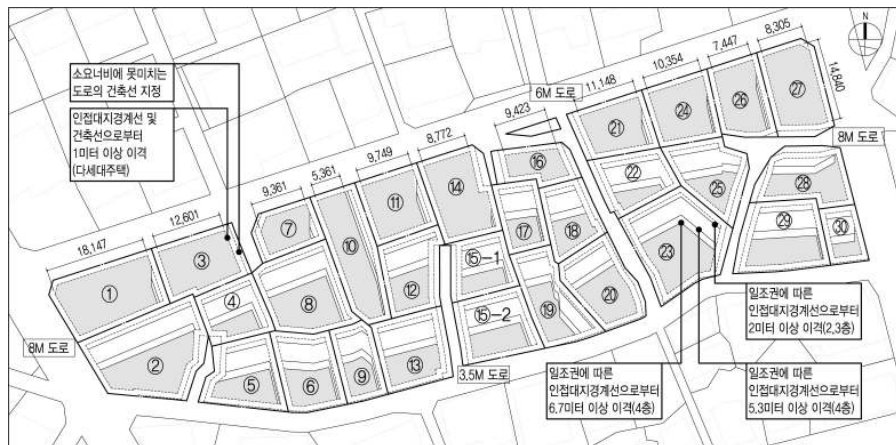 소요너비에 못미치는
도로의 건축선 지정
인접대지경계선 및
건축선으로부터
1미터 이상 이격
(다세대주택)
N
8,305
7,447
10,354
11,148
14,840
6M 도로
9,423
8,772
9,749
5,361
9,361
12,601
18,147
8M 도로
㉗
㉖
㉔
㉑
⑯
⑭
⑪
⑦
⑩
③
①
㉒
㉕
㉘
㉙
㉚
⑰
⑱
㉓
⑮-1
⑫
⑧
④
②
8M 도로
⑮-2
⑲
⑳
⑬
⑨
⑥
⑤
3.5M 도로
일조권에 따른
인접대지경계선으로부터
2미터 이상 이격(2,3층)
일조권에 따른
인접대지경계선으로부터
6.7미터 이상 이격(4층)
일조권에 따른
인접대지경계선으로부터
5.3미터 이상 이격(4층)